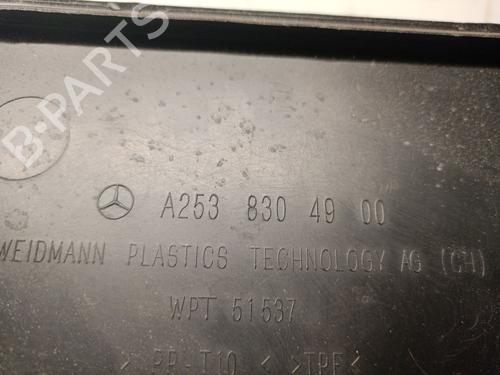 B-PARTS
A253 830 49 00
WEIDMANN PLASTICS TECHNOLOGY AG (CH)
WPT 51537
> PP-T10 < >TPE<